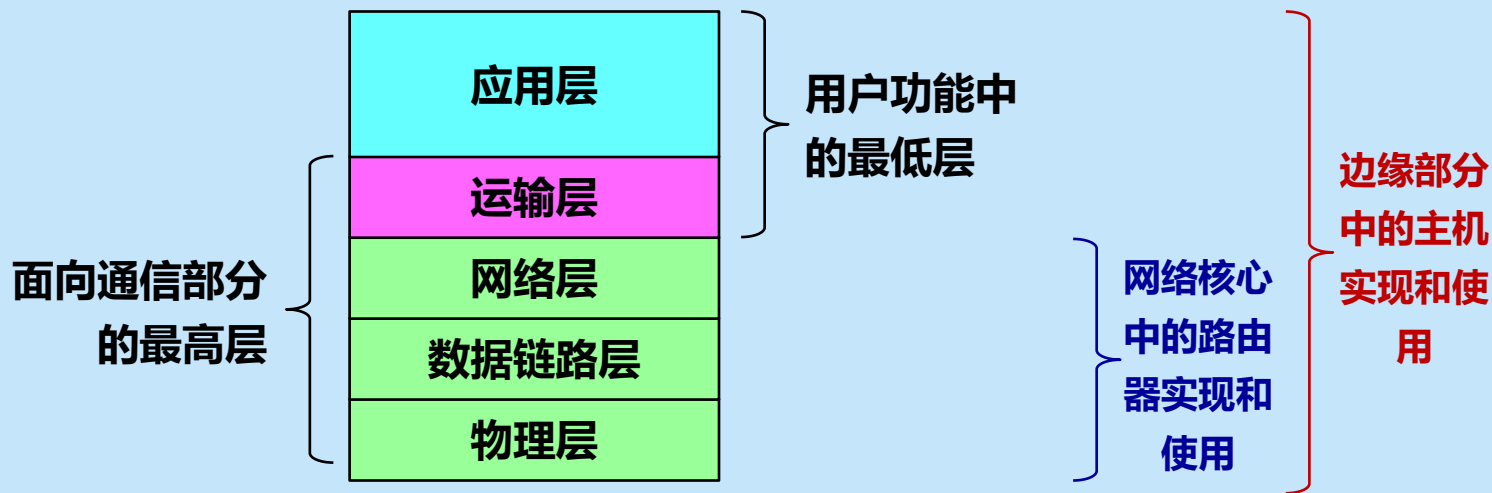 应用层
运输层
网络层
数据链路层
物理层
面向通信部分
的最高层
用户功能中
的最低层
网络核心
中的路由
器实现和
使用
边缘部分
中的主机
实现和使
用